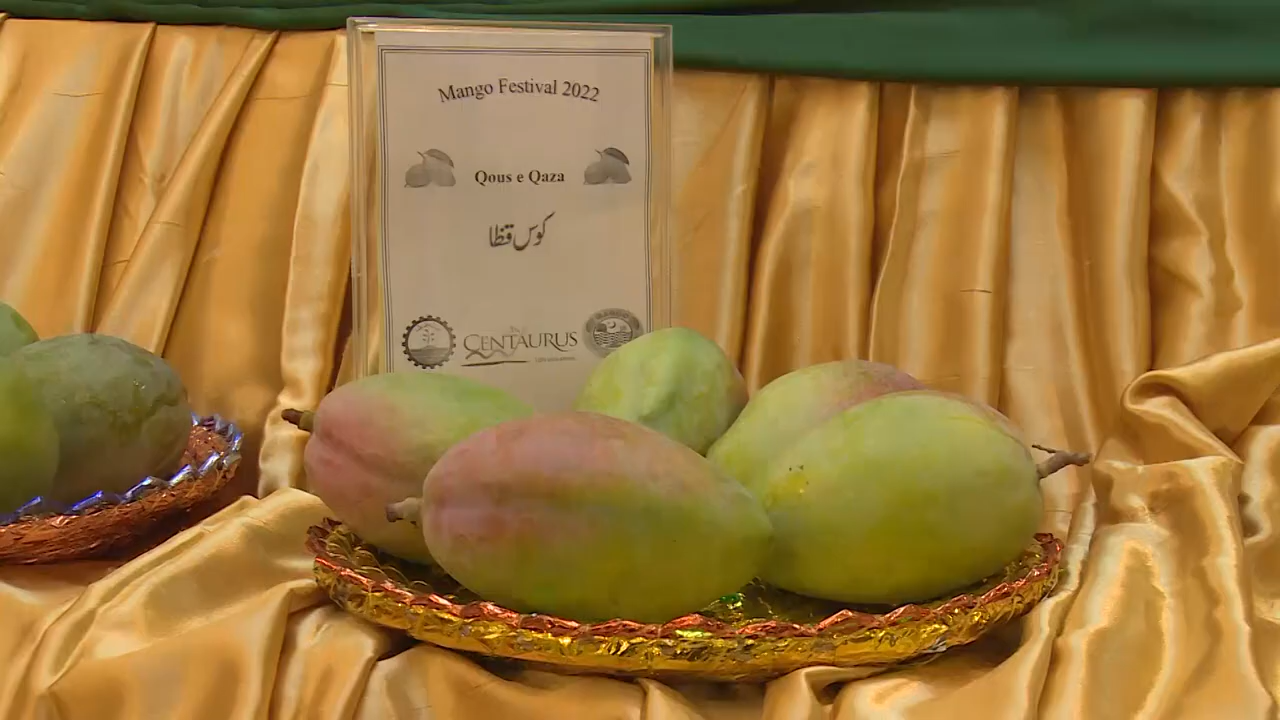 Mango Festival 2022
Qous e Qaza
کوس قظا
CENTAURUS